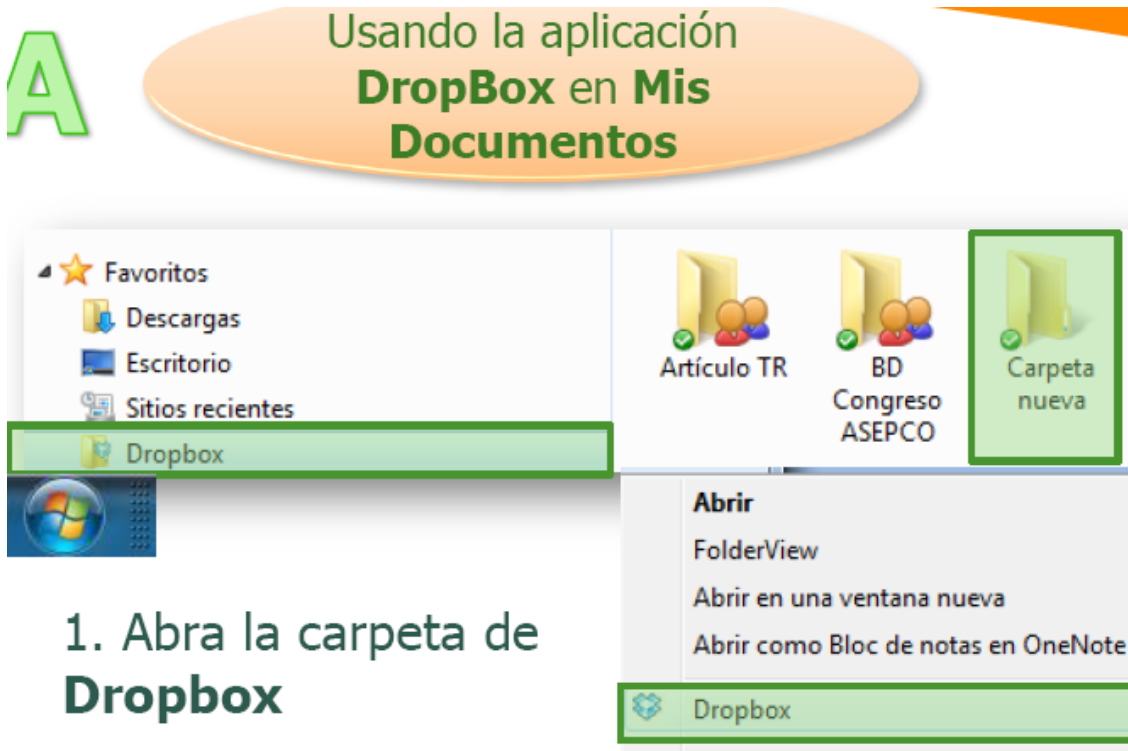 A
Usando la aplicación
DropBox en Mis
Documentos
Favoritos
Descargas
Escritorio
Sitios recientes
Dropbox
Artículo TR
BD
Congreso
ASEPCO
Carpeta
nueva
Abrir
FolderView
Abrir en una ventana nueva
Abrir como Bloc de notas en OneNote
Dropbox
1. Abra la carpeta de
Dropbox